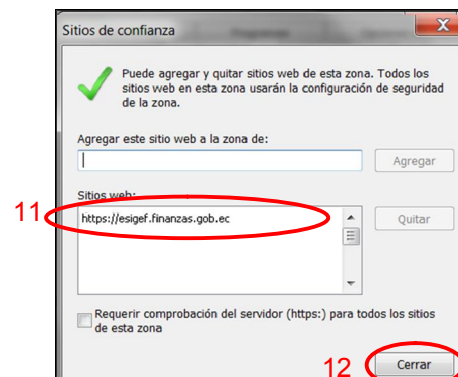 Sitios de confianza
Puede agregar y quitar sitios web de esta zona. Todos los
sitios web en esta zona usarán la configuración de seguridad
de la zona.
Agregar este sitio web a la zona de:
Agregar
Sitios web:
11
https://esigef.finanzas.gob.ec
Quitar
Requerir comprobación del servidor (https:) para todos los sitios
de esta zona
12
Cerrar